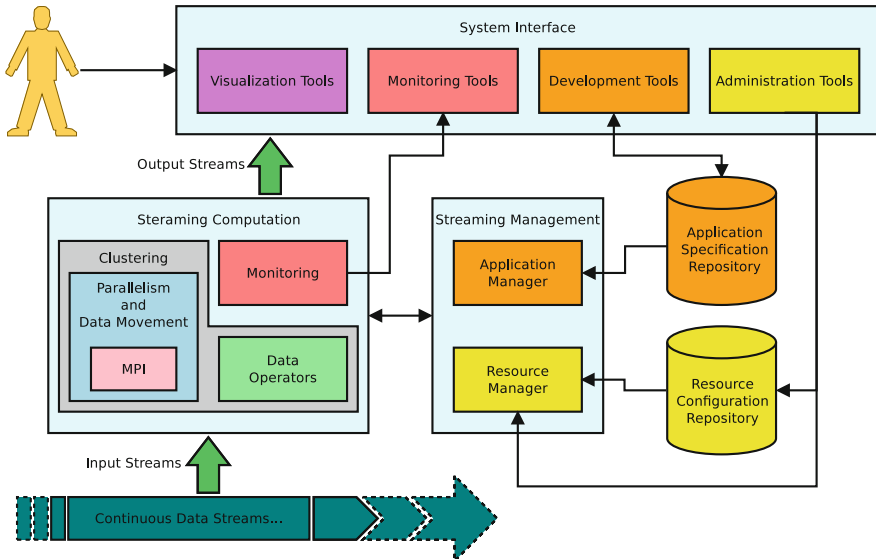 System Interface
Visualization Tools
Monitoring Tools
Development Tools
Administration Tools
Output Streams
Steraming Computation
Clustering
Parallelism
and
Data Movement
MPI
Monitoring
Data
Operators
Streaming Management
Application
Manager
Resource
Manager
Application
Specification
Repository
Resource
Configuration
Repository
Input Streams
Continuous Data Streams...